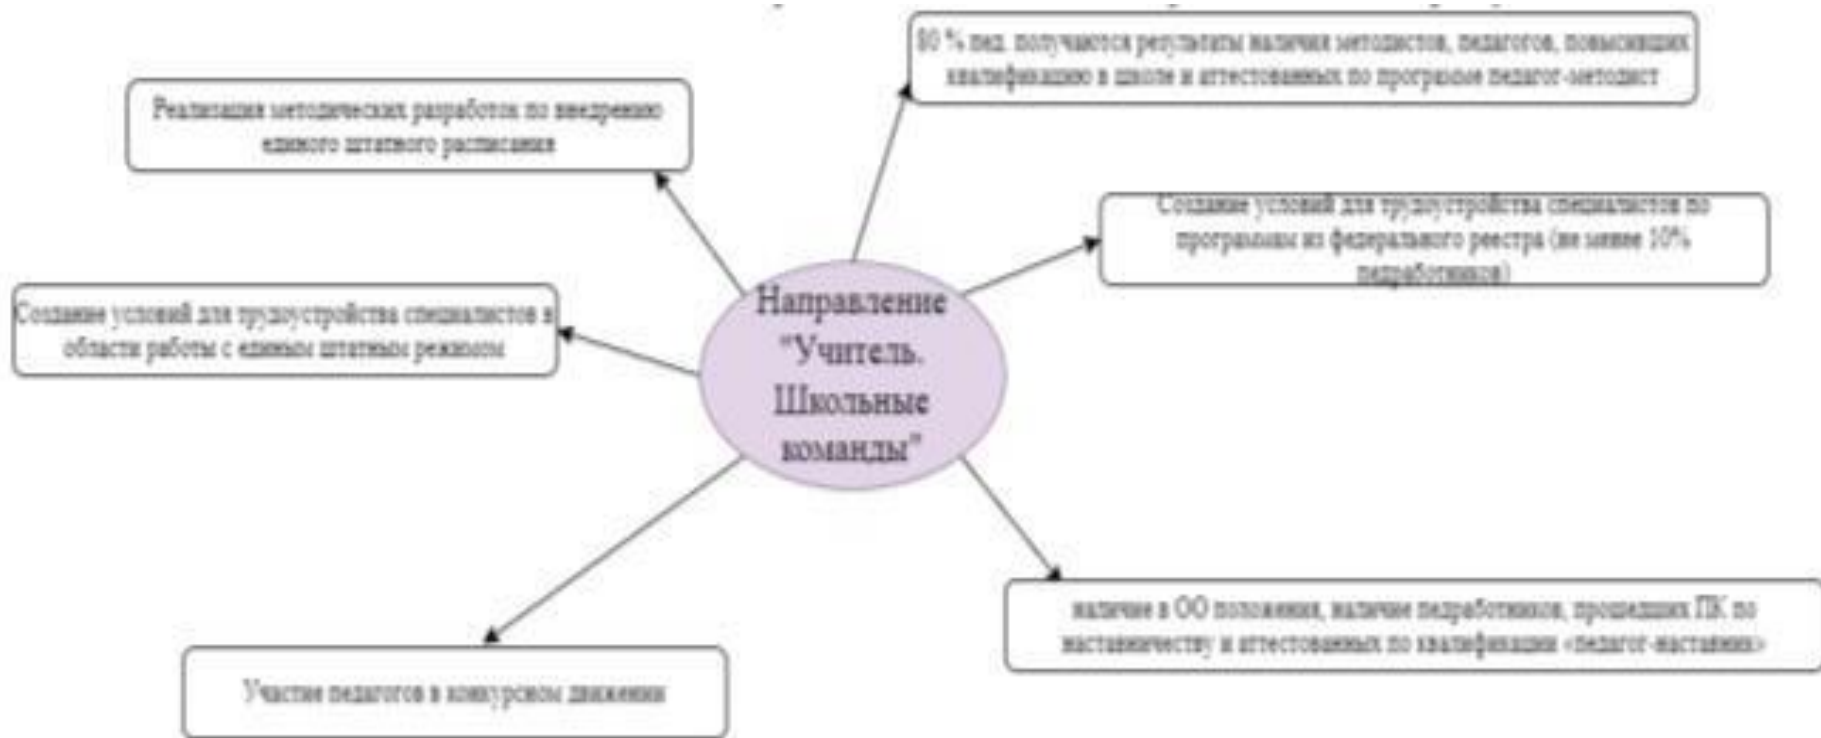 80 % пед. получаются результаты наличия методистов, педагогов, повысивших
квалификацию в школе и аттестованных по программе педагог-методист
Реализация методических разработок по внедрению
единого штатного расписания
Создание условий для трудоустройства специалистов по
программам из федерального реестра (не менее 10%
педработников)
Создание условий для трудоустройства специалистов в
области работы с единым штатным режимом
Направление
"Учитель.
Школьные
команды"
наличие в ОО положения, наличие педработников, прошедших ПК по
наставничеству и аттестованных по квалификации «педагог-наставник»
Участие педагогов в конкурсном движении